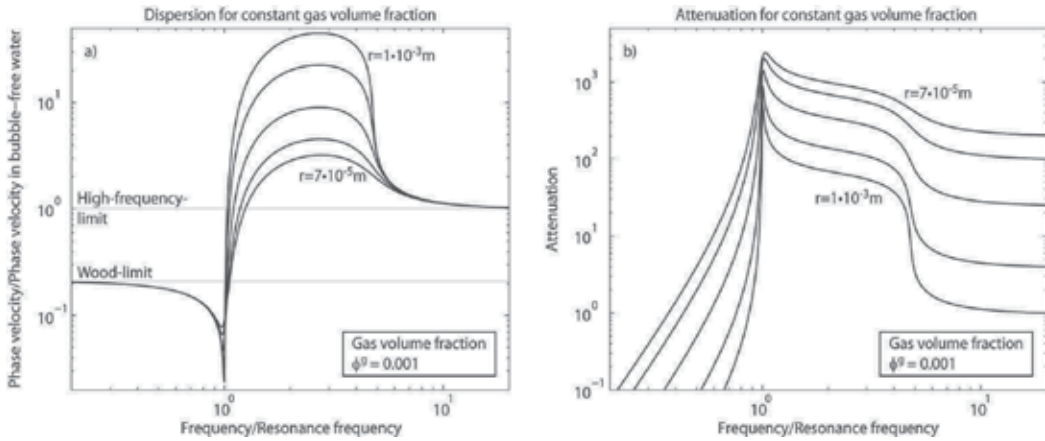 Dispersion for constant gas volume fraction
a)
r=1•10⁻³m
r=7•10⁻⁵m
High-frequency-
limit
Wood-limit
Gas volume fraction
ϕᵍ = 0.001
10¹
10⁰
10⁻¹
10⁰
10¹
Phase velocity/Phase velocity in bubble-free water
Frequency/Resonance frequency
Attenuation for constant gas volume fraction
b)
r=7•10⁻⁵m
r=1•10⁻³m
Gas volume fraction
ϕᵍ = 0.001
10³
10²
10¹
10⁰
10⁻¹
10⁰
10¹
Attenuation
Frequency/Resonance frequency